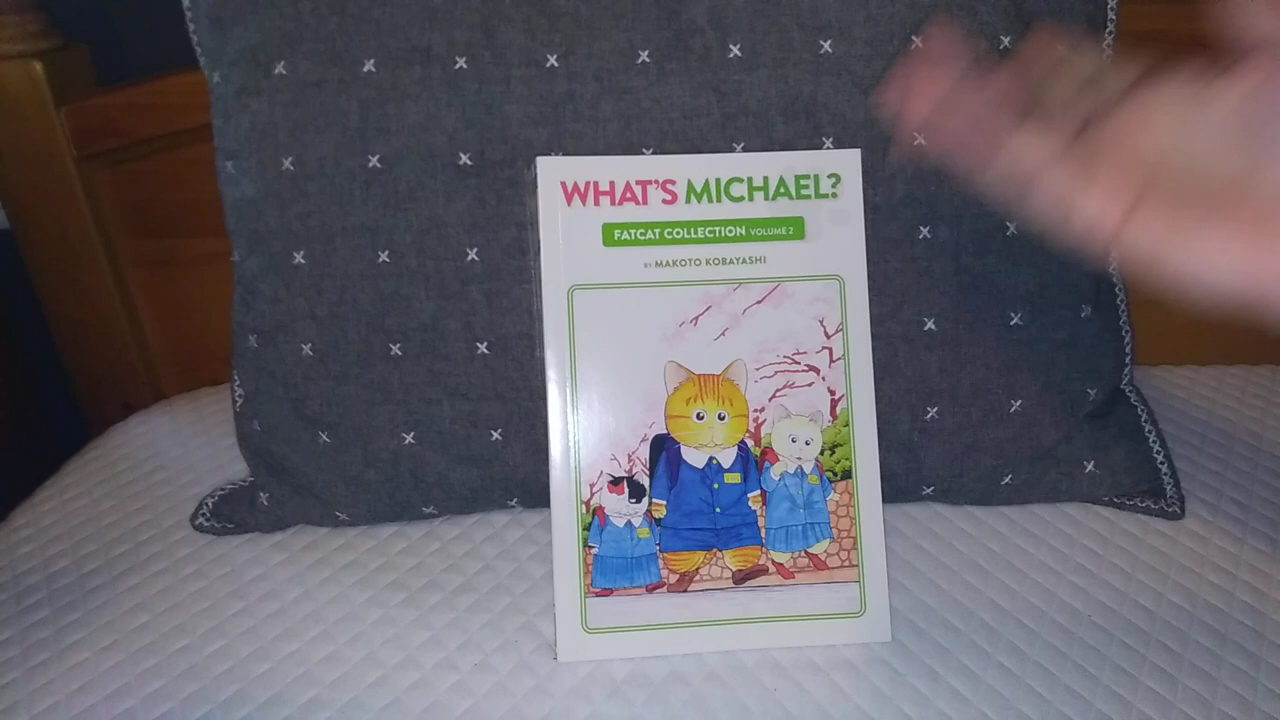 WHAT'S MICHAEL?
FATCAT COLLECTION VOLUME 2
BY MAKOTO KOBAYASHI